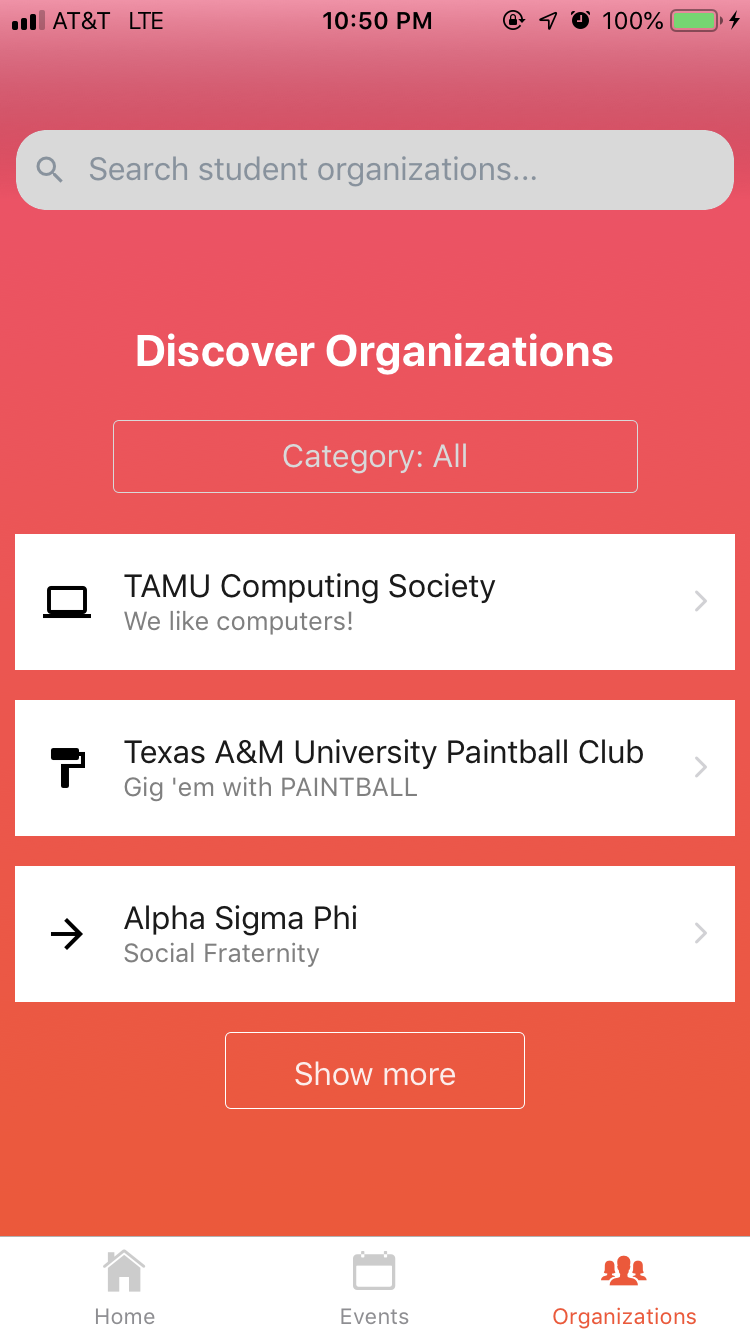 AT&T LTE 10:50 PM 100%
Search student organizations...
Discover Organizations
Category: All
TAMU Computing Society
We like computers!
Texas A&M University Paintball Club
Gig 'em with PAINTBALL
Alpha Sigma Phi
Social Fraternity
Show more
Home Events Organizations